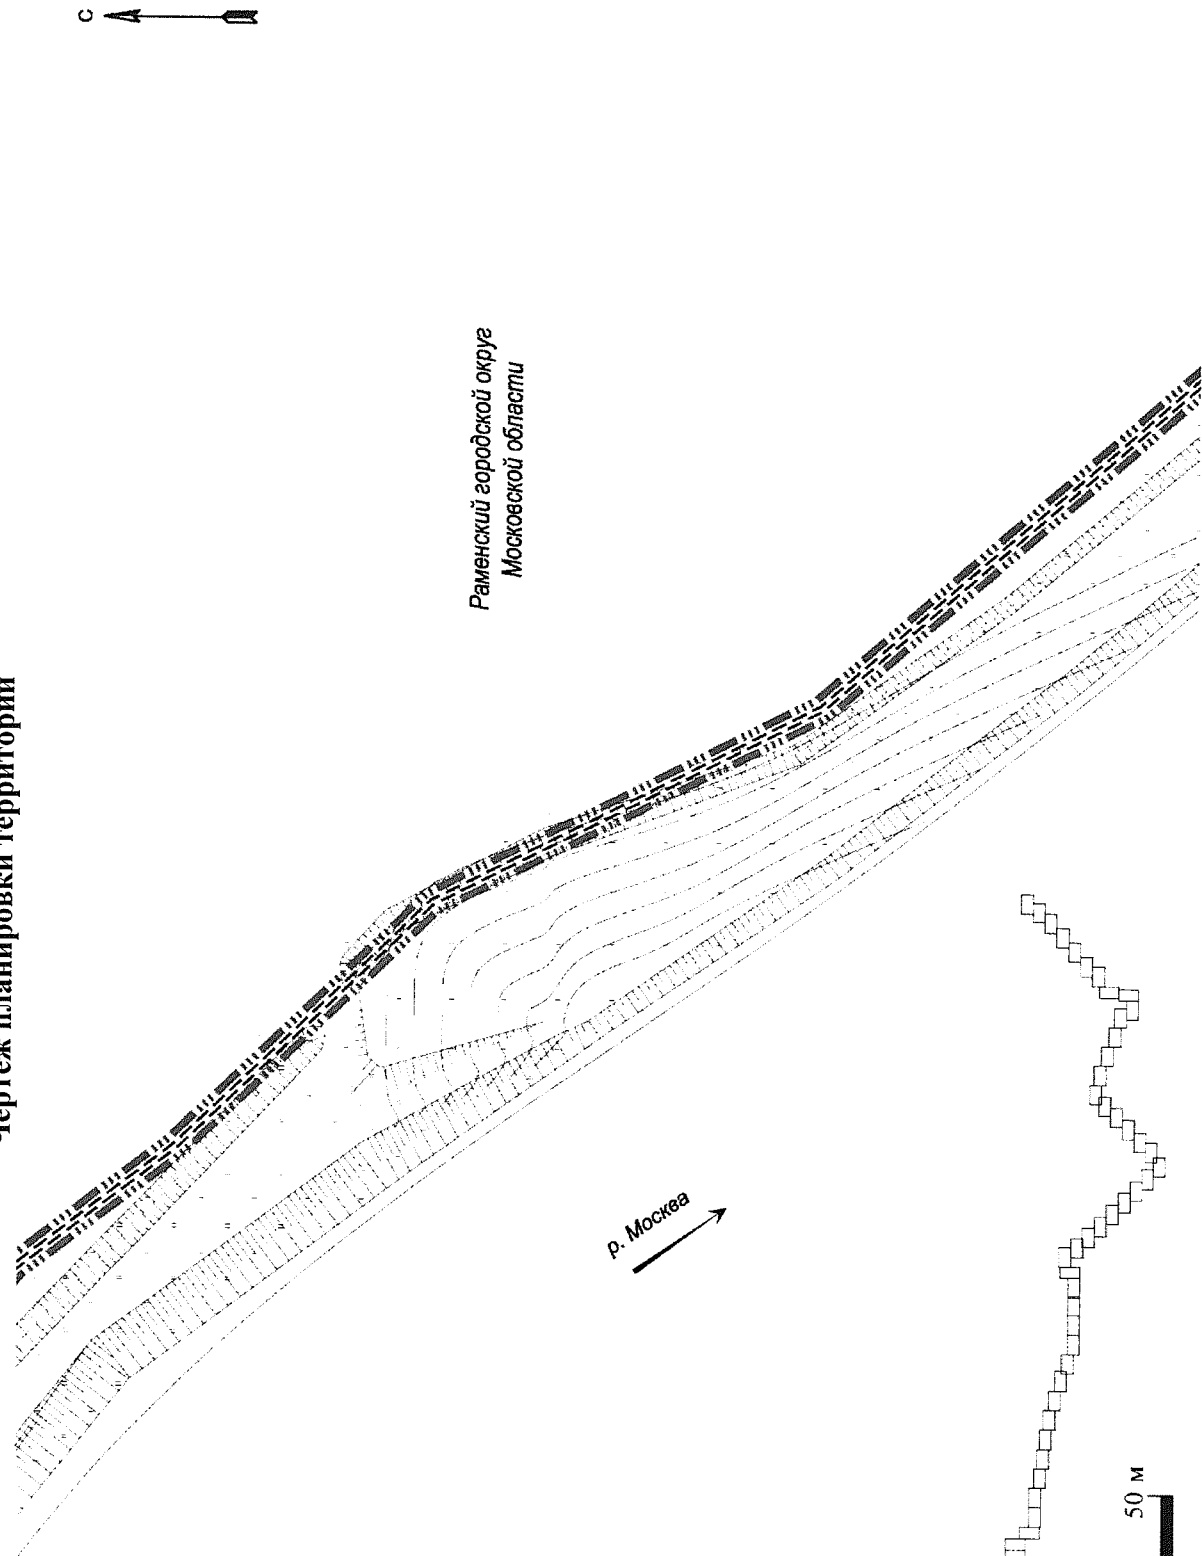 Чертеж планировки территории
С
Раменский городской округ
Московской области
р. Москва
50 м